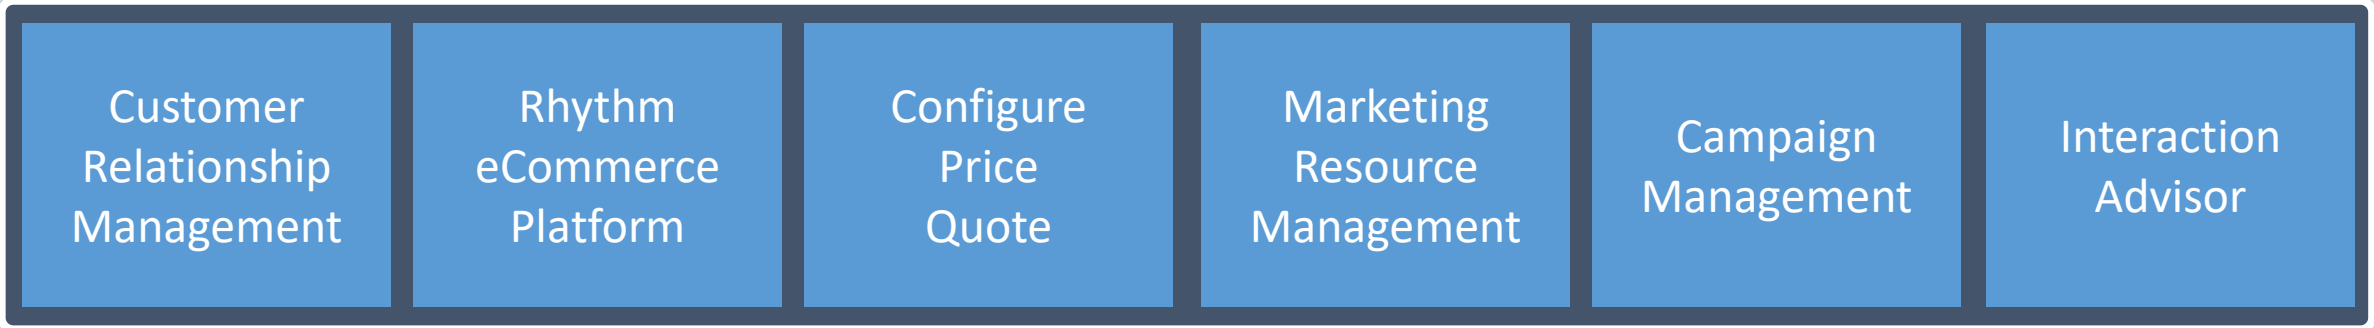 Customer
Relationship
Management
Rhythm
eCommerce
Platform
Configure
Price
Quote
Marketing
Resource
Management
Campaign
Management
Interaction
Advisor